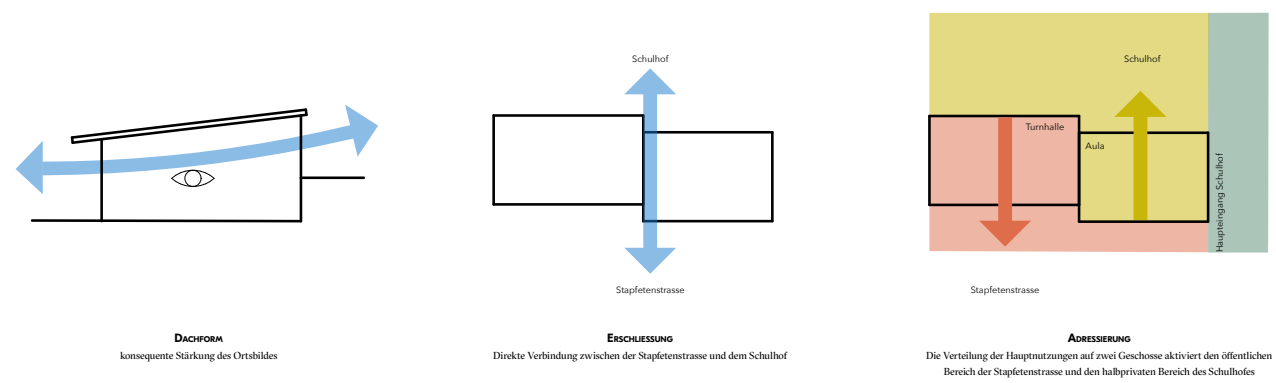 Schulhof
Stapfetenstrasse
Schulhof
Turnhalle
Aula
Haupteingang Schulhof
Stapfetenstrasse
Dachform
konsequente Stärkung des Ortsbildes
Erschliessung
Direkte Verbindung zwischen der Stapfetenstrasse und dem Schulhof
Adressierung
Die Verteilung der Hauptnutzungen auf zwei Geschosse aktiviert den öffentlichen
Bereich der Stapfetenstrasse und den halbprivaten Bereich des Schulhofes